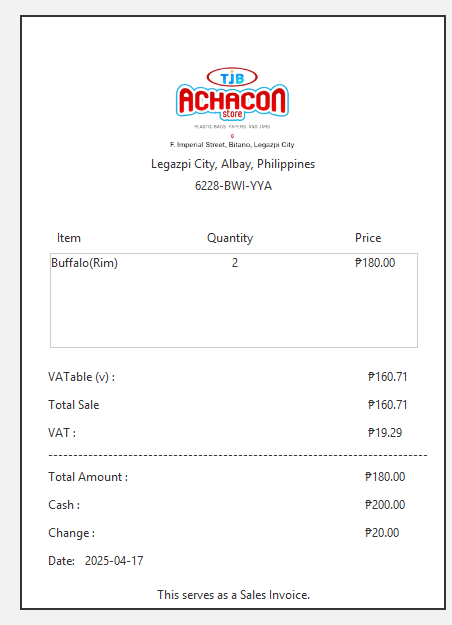 TJB
ACHACON
store
PLASTIC BAGS, PAPERS, AND JARS
F. Imperial Street, Bitano, Legazpi City
Legazpi City, Albay, Philippines
6228-BWI-YYA
Item Quantity Price
Buffalo(Rim) 2 ₱180.00
VATable (v) : ₱160.71
Total Sale ₱160.71
VAT : ₱19.29
Total Amount : ₱180.00
Cash : ₱200.00
Change : ₱20.00
Date: 2025-04-17
This serves as a Sales Invoice.